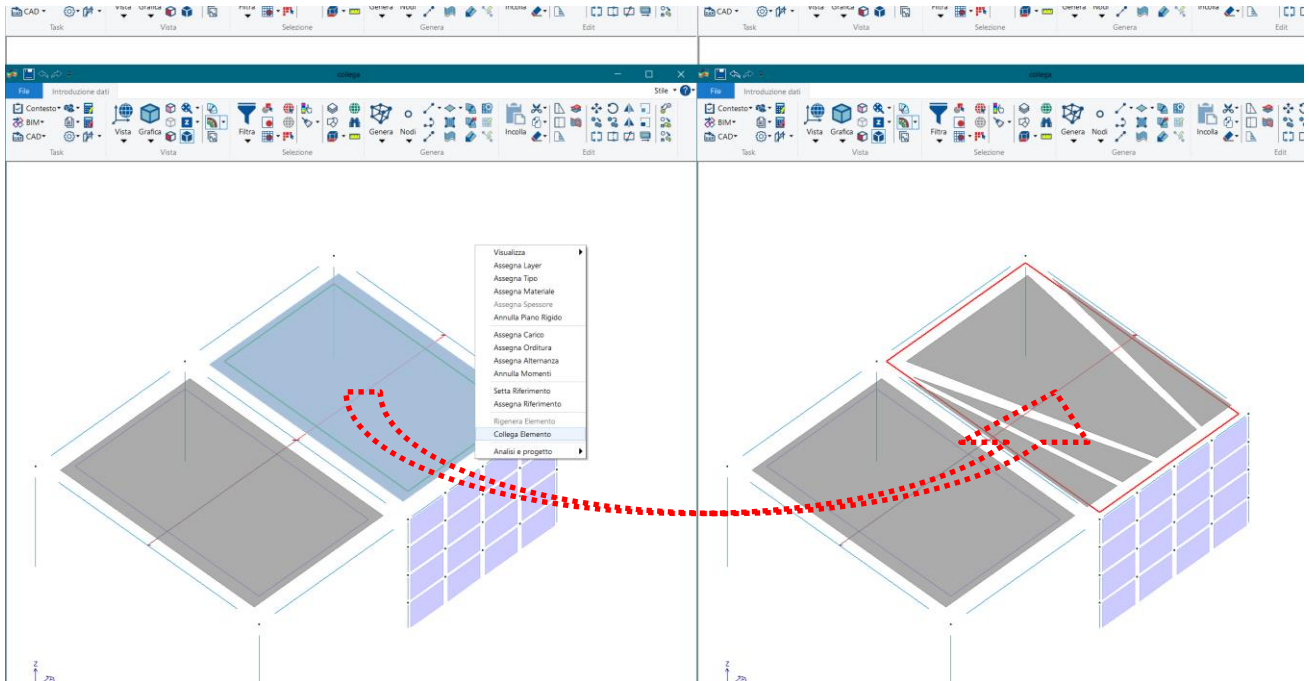 CAD Vista Grafica Filtra Genera Nodi Incolla
Task Vista Selezione Genera Edit
CAD Vista Grafica Filtra Genera Nodi Incolla
Task Vista Selezione Genera Edit
collega
File Introduzione dati Stile
Contesto
BIM
CAD
Vista Grafica Filtra Genera Nodi Incolla
Task Vista Selezione Genera Edit
collega
File Introduzione dati
Contesto
BIM
CAD
Vista Grafica Filtra Genera Nodi Incolla
Task Vista Selezione Genera Edit
Visualizza
Assegna Layer
Assegna Tipo
Assegna Materiale
Assegna Spessore
Annulla Piano Rigido
Assegna Carico
Assegna Orditura
Assegna Alternanza
Annulla Momenti
Setta Riferimento
Assegna Riferimento
Rigenera Elemento
Collega Elemento
Analisi e progetto
Z
Z